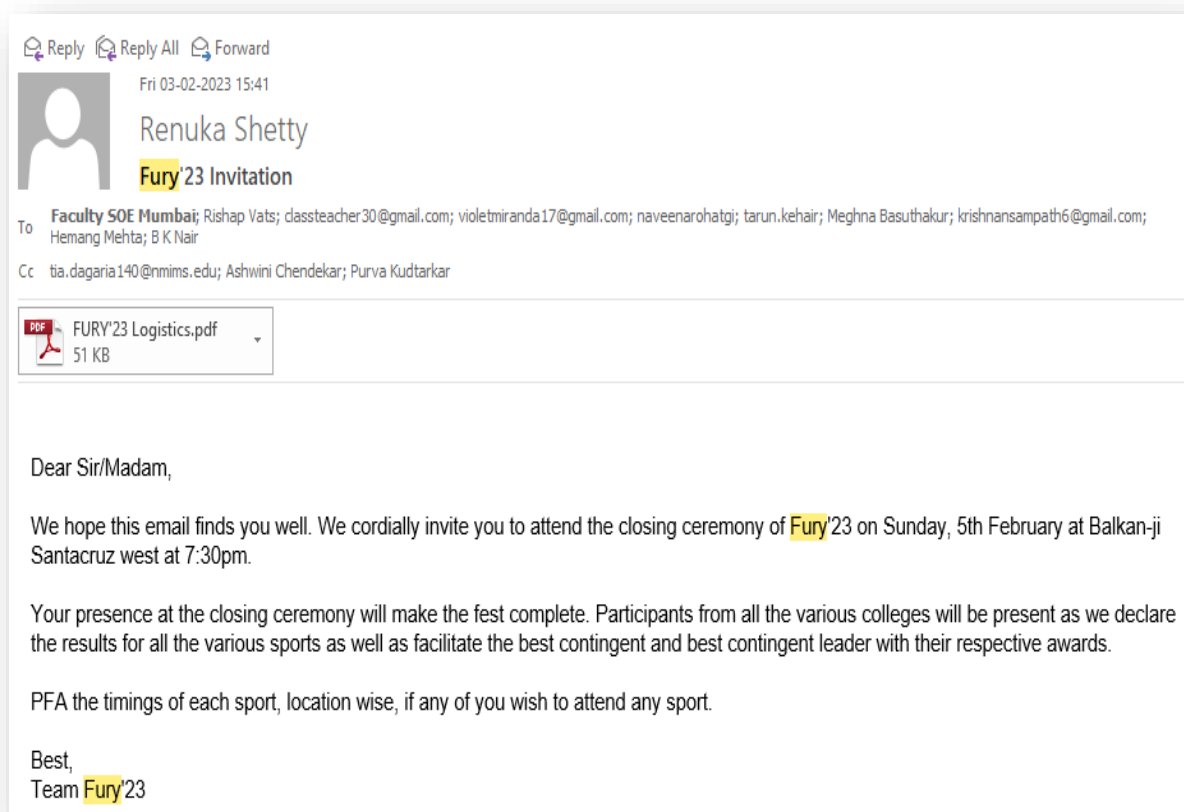 Reply Reply All Forward
Fri 03-02-2023 15:41
Renuka Shetty
Fury'23 Invitation
To Faculty SOE Mumbai; Rishap Vats; classteacher30@gmail.com; violetmiranda17@gmail.com; naveenarohatgi; tarun.kehair; Meghna Basuthakur; krishnansampath6@gmail.com;
Hemang Mehta; B K Nair
Cc tia.dagaria140@nmims.edu; Ashwini Chendekar; Purva Kudtarkar
PDF
FURY'23 Logistics.pdf
51 KB
Dear Sir/Madam,
We hope this email finds you well. We cordially invite you to attend the closing ceremony of Fury'23 on Sunday, 5th February at Balkan-ji
Santacruz west at 7:30pm.
Your presence at the closing ceremony will make the fest complete. Participants from all the various colleges will be present as we declare
the results for all the various sports as well as facilitate the best contingent and best contingent leader with their respective awards.
PFA the timings of each sport, location wise, if any of you wish to attend any sport.
Best,
Team Fury'23